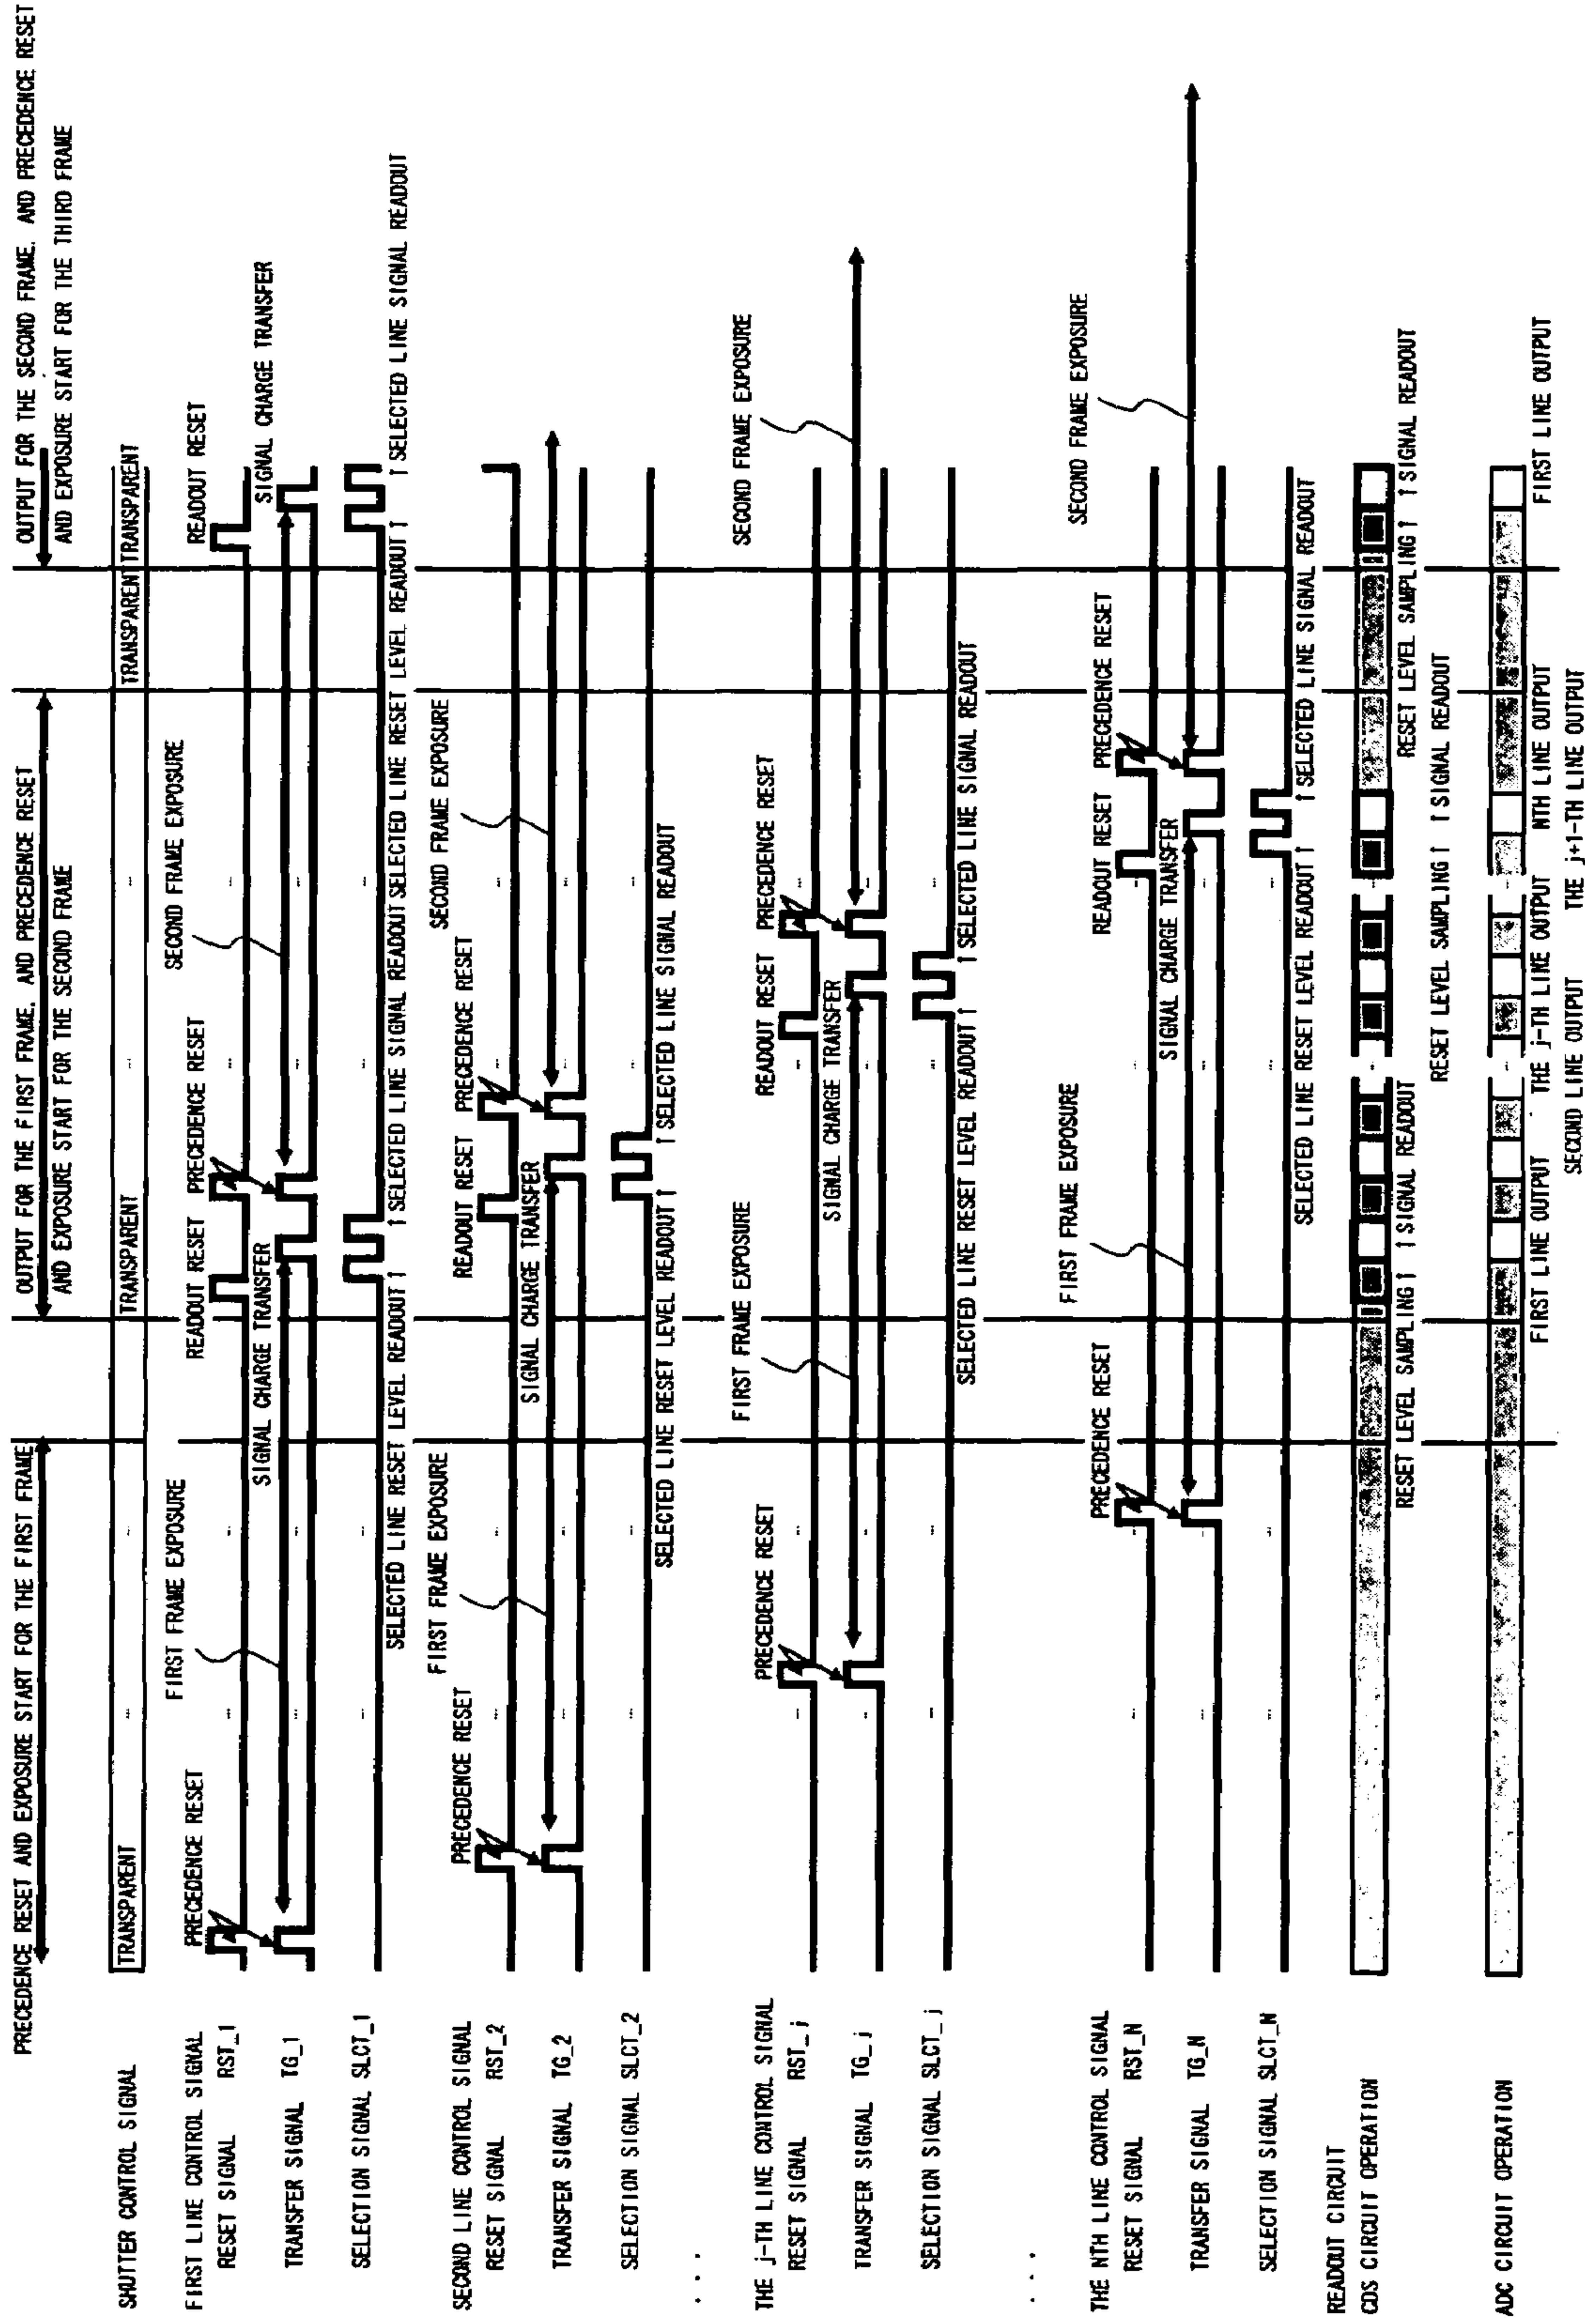 PRECEDENCE RESET AND EXPOSURE START FOR THE FIRST FRAME
OUTPUT FOR THE FIRST FRAME, AND PRECEDENCE RESET
AND EXPOSURE START FOR THE SECOND FRAME
OUTPUT FOR THE SECOND FRAME, AND PRECEDENCE RESET
AND EXPOSURE START FOR THE THIRD FRAME
SHUTTER CONTROL SIGNAL
TRANSPARENT
TRANSPARENT
TRANSPARENT
TRANSPARENT
FIRST LINE CONTROL SIGNAL
RESET SIGNAL RST_1
PRECEDENCE RESET
FIRST FRAME EXPOSURE
READOUT RESET
PRECEDENCE RESET
SECOND FRAME EXPOSURE
READOUT RESET
TRANSFER SIGNAL TG_1
SIGNAL CHARGE TRANSFER
SIGNAL CHARGE TRANSFER
SELECTION SIGNAL SLCT_1
SELECTED LINE RESET LEVEL READOUT ↑
↑ SELECTED LINE SIGNAL READOUT
SELECTED LINE RESET LEVEL READOUT ↑
↑ SELECTED LINE SIGNAL READOUT
SECOND LINE CONTROL SIGNAL
RESET SIGNAL RST_2
PRECEDENCE RESET
FIRST FRAME EXPOSURE
READOUT RESET
PRECEDENCE RESET
SECOND FRAME EXPOSURE
TRANSFER SIGNAL TG_2
SIGNAL CHARGE TRANSFER
SELECTION SIGNAL SLCT_2
SELECTED LINE RESET LEVEL READOUT ↑
↑ SELECTED LINE SIGNAL READOUT
...
THE j-TH LINE CONTROL SIGNAL
RESET SIGNAL RST_j
PRECEDENCE RESET
FIRST FRAME EXPOSURE
READOUT RESET
PRECEDENCE RESET
SECOND FRAME EXPOSURE
TRANSFER SIGNAL TG_j
SIGNAL CHARGE TRANSFER
SELECTION SIGNAL SLCT_j
SELECTED LINE RESET LEVEL READOUT ↑
↑ SELECTED LINE SIGNAL READOUT
...
THE NTH LINE CONTROL SIGNAL
RESET SIGNAL RST_N
PRECEDENCE RESET
FIRST FRAME EXPOSURE
READOUT RESET
PRECEDENCE RESET
SECOND FRAME EXPOSURE
TRANSFER SIGNAL TG_N
SIGNAL CHARGE TRANSFER
SELECTION SIGNAL SLCT_N
SELECTED LINE RESET LEVEL READOUT ↑
↑ SELECTED LINE SIGNAL READOUT
READOUT CIRCUIT
CDS CIRCUIT OPERATION
RESET LEVEL SAMPLING ↑
↑ SIGNAL READOUT
RESET LEVEL SAMPLING ↑
↑ SIGNAL READOUT
RESET LEVEL SAMPLING ↑
↑ SIGNAL READOUT
ADC CIRCUIT OPERATION
FIRST LINE OUTPUT
SECOND LINE OUTPUT
THE j-TH LINE OUTPUT
THE j+1-TH LINE OUTPUT
NTH LINE OUTPUT
FIRST LINE OUTPUT